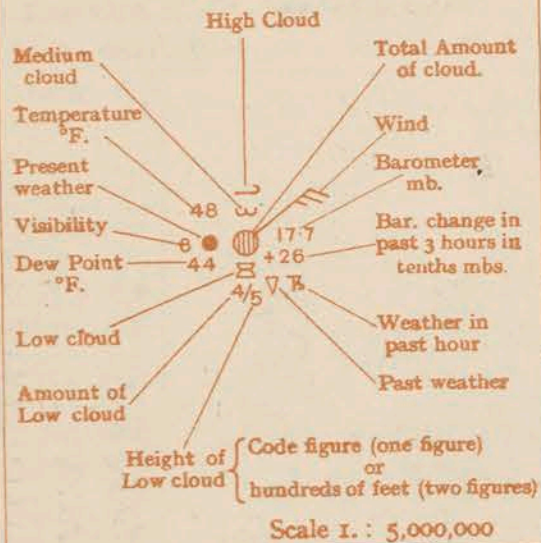 High Cloud
Medium
cloud
Total Amount
of cloud.
Temperature
°F.
Wind
Present
weather
Barometer
mb.
48
Visibility
6
17.7
Bar. change in
past 3 hours in
tenths mbs.
Dew Point
°F.
44
+26
4/5
Low cloud
Weather in
past hour
Amount of
Low cloud
Past weather
Height of
Low cloud
Code figure (one figure)
or
hundreds of feet (two figures)
Scale 1. : 5,000,000